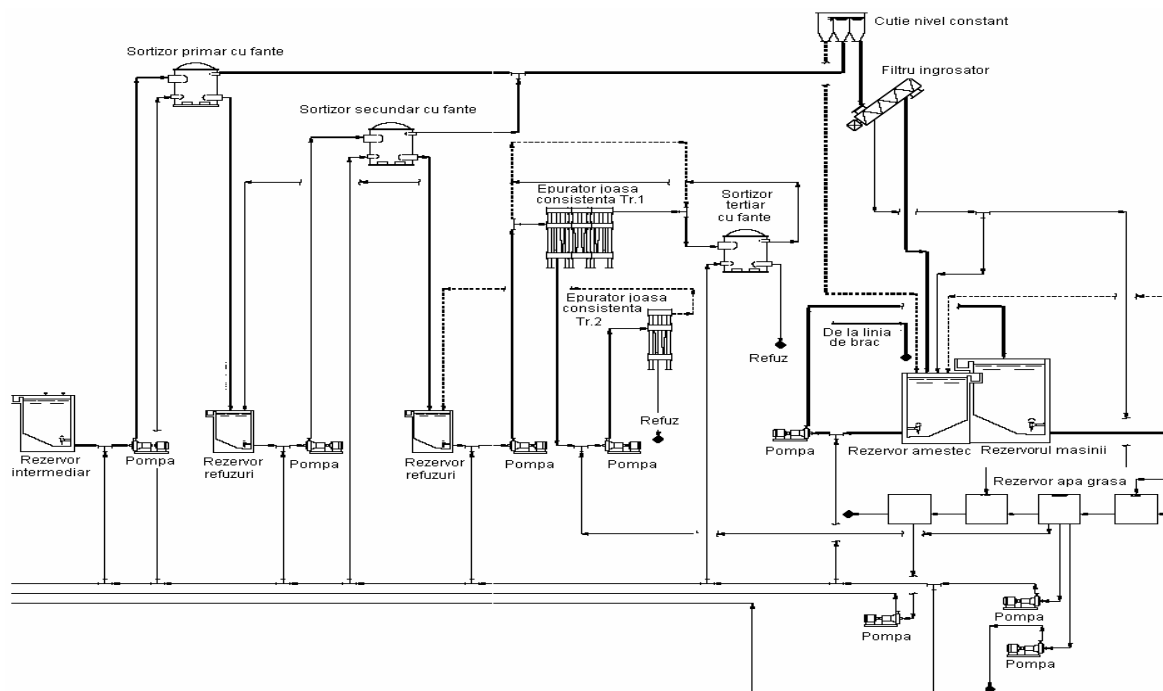 Cutie nivel constant
Sortizor primar cu fante
Filtru ingrosator
Sortizor secundar cu fante
Epurator joasa
consistenta Tr.1
Sortizor
tertiar
cu fante
Epurator joasa
consistenta
Tr.2
De la linia
de brac
Refuz
Refuz
Rezervor
intermediar
Pompa
Rezervor
refuzuri
Pompa
Rezervor
refuzuri
Pompa
Pompa
Pompa
Rezervor amestec
Rezervorul masinii
Rezervor apa grasa
Pompa
Pompa
Pompa